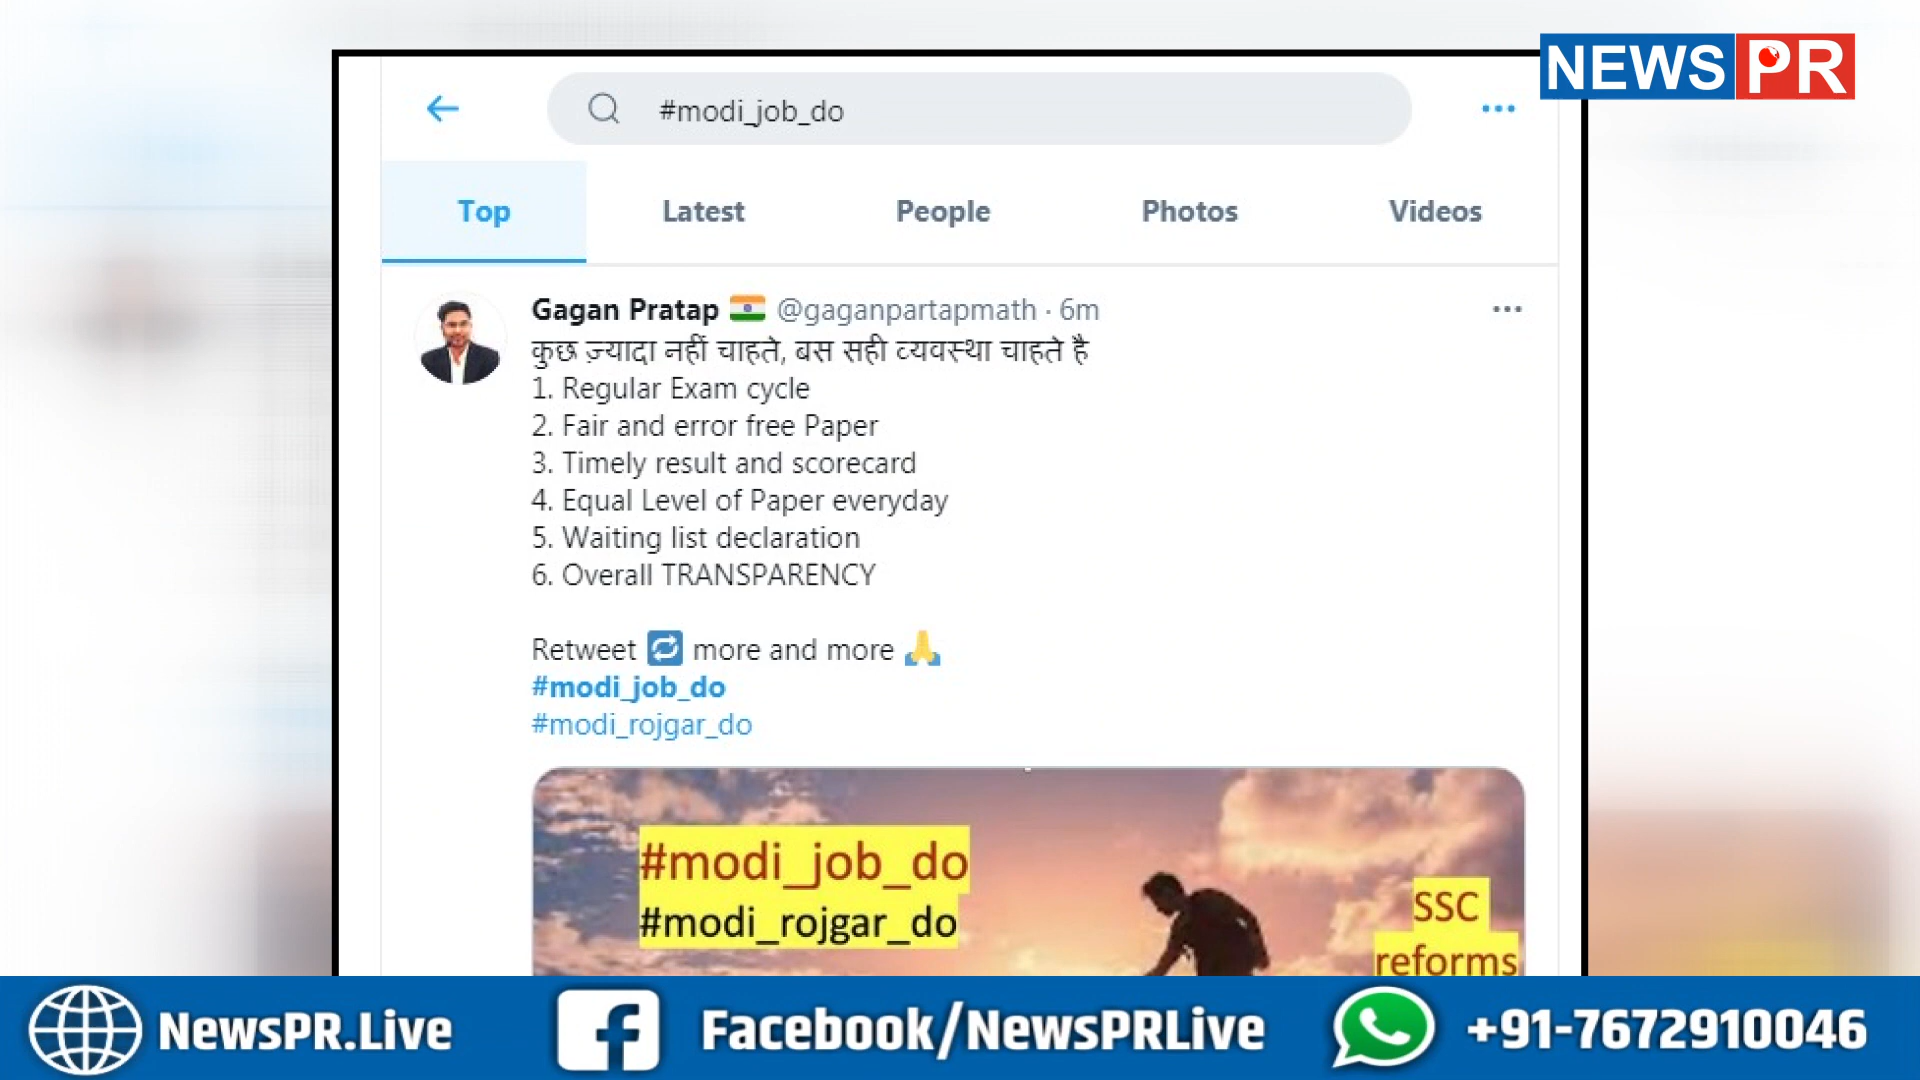 NEWS PR
#modi_job_do
Top Latest People Photos Videos
Gagan Pratap 🇮🇳 @gaganpartapmath · 6m
कुछ ज़्यादा नहीं चाहते, बस सही व्यवस्था चाहते है
1. Regular Exam cycle
2. Fair and error free Paper
3. Timely result and scorecard
4. Equal Level of Paper everyday
5. Waiting list declaration
6. Overall TRANSPARENCY
Retweet 🔁 more and more 🙏
#modi_job_do
#modi_rojgar_do
#modi_job_do
#modi_rojgar_do
SSC
reforms
NewsPR.Live Facebook/NewsPRLive +91-7672910046